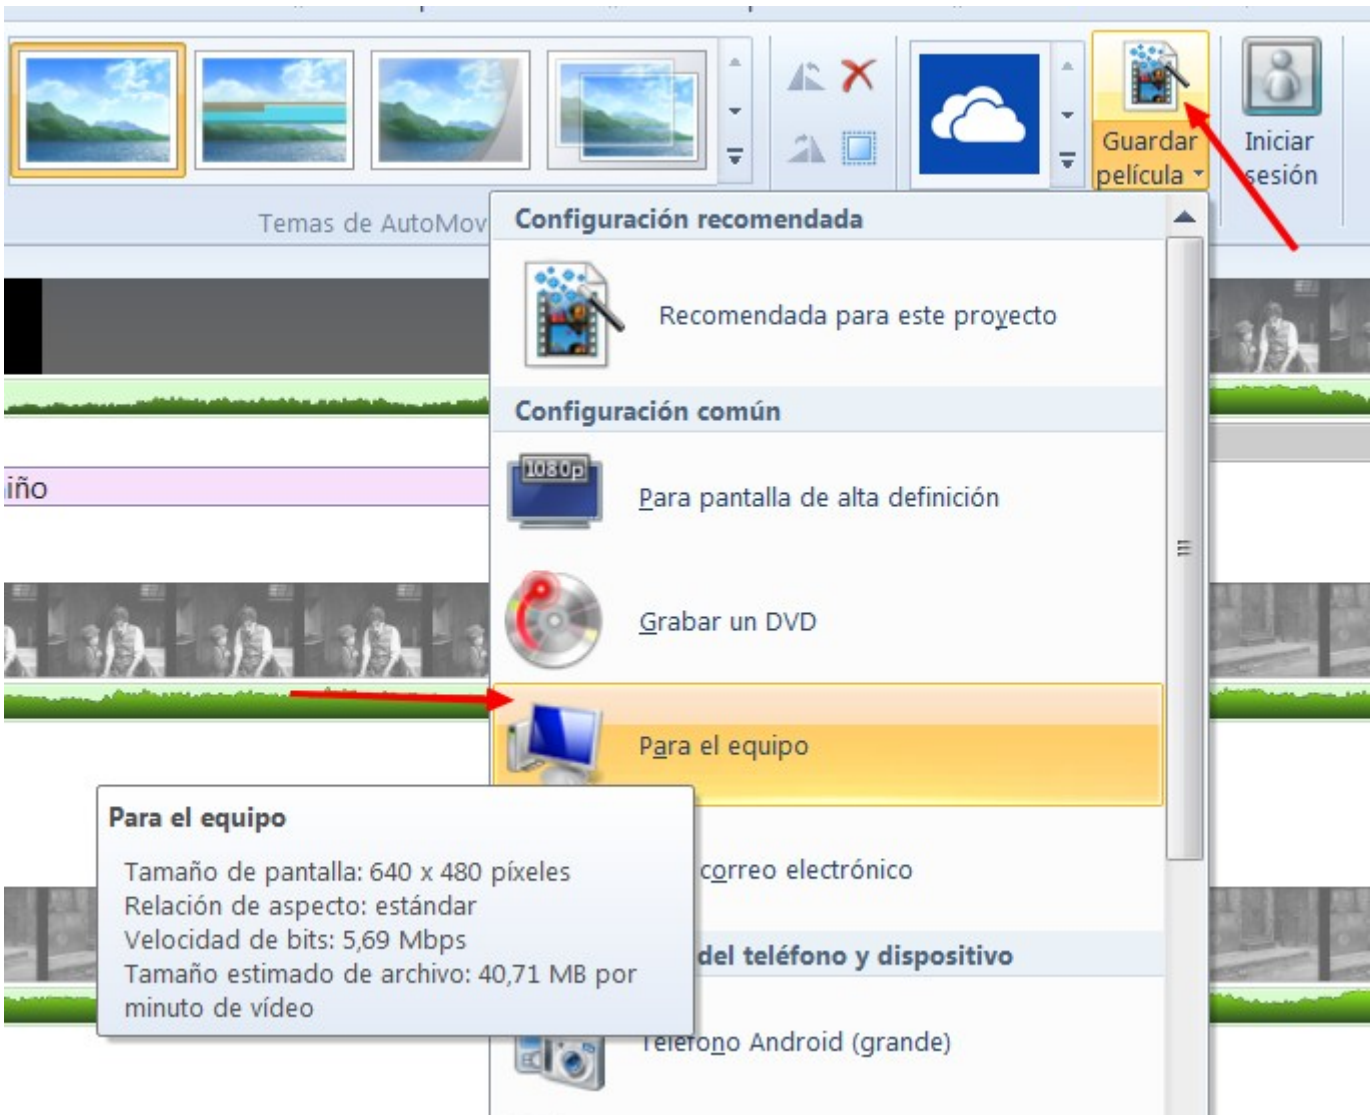 Guardar
película
Iniciar
sesión
Temas de AutoMov
Configuración recomendada
Recomendada para este proyecto
Configuración común
1080p
Para pantalla de alta definición
iño
Grabar un DVD
Para el equipo
Para el equipo
Tamaño de pantalla: 640 x 480 píxeles
Relación de aspecto: estándar
Velocidad de bits: 5,69 Mbps
Tamaño estimado de archivo: 40,71 MB por
minuto de vídeo
correo electrónico
del teléfono y dispositivo
Teléfono Android (grande)